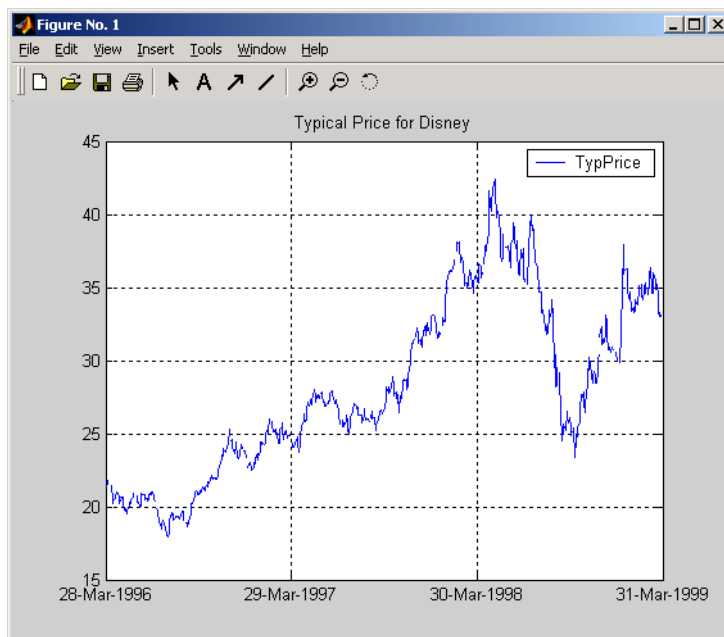 Figure No. 1
File Edit View Insert Tools Window Help
A
Typical Price for Disney
TypPrice
45
40
35
30
25
20
15
28-Mar-1996 29-Mar-1997 30-Mar-1998 31-Mar-1999